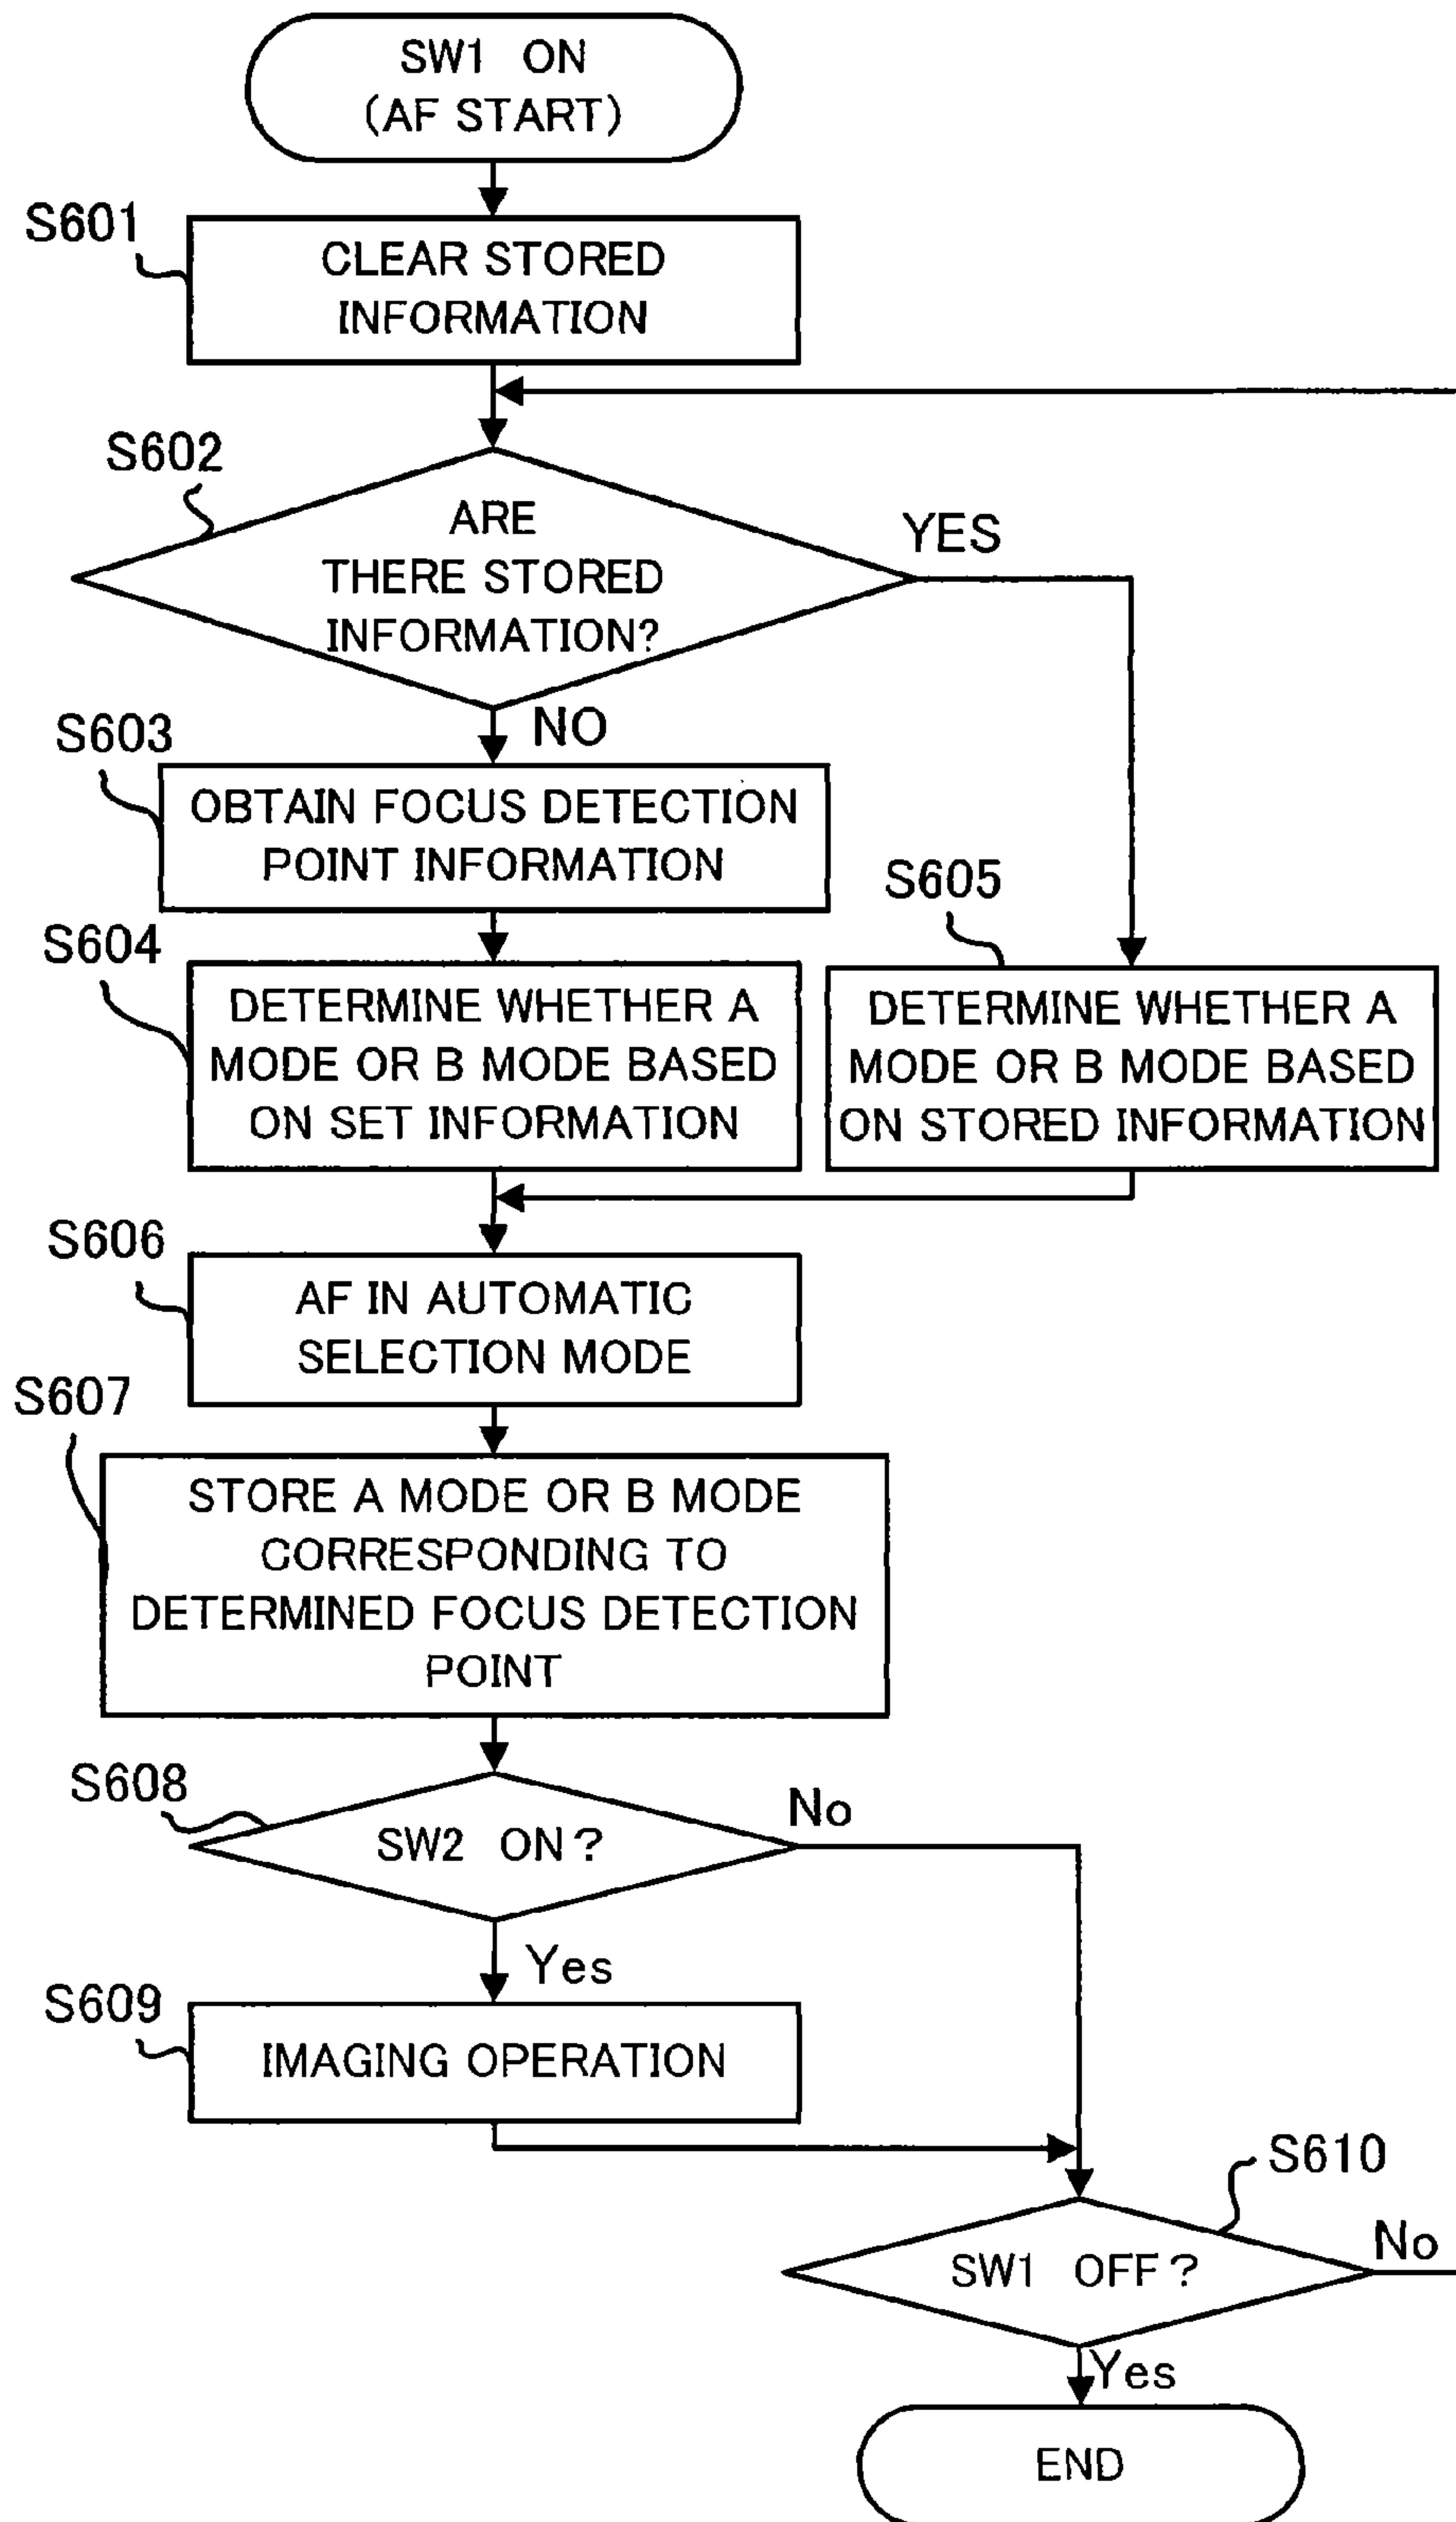 SW1 ON
(AF START)
S601
CLEAR STORED
INFORMATION
S602
ARE
THERE STORED
INFORMATION?
YES
NO
S603
OBTAIN FOCUS DETECTION
POINT INFORMATION
S604
DETERMINE WHETHER A
MODE OR B MODE BASED
ON SET INFORMATION
S605
DETERMINE WHETHER A
MODE OR B MODE BASED
ON STORED INFORMATION
S606
AF IN AUTOMATIC
SELECTION MODE
S607
STORE A MODE OR B MODE
CORRESPONDING TO
DETERMINED FOCUS DETECTION
POINT
S608
SW2 ON?
No
Yes
S609
IMAGING OPERATION
S610
SW1 OFF?
No
Yes
END